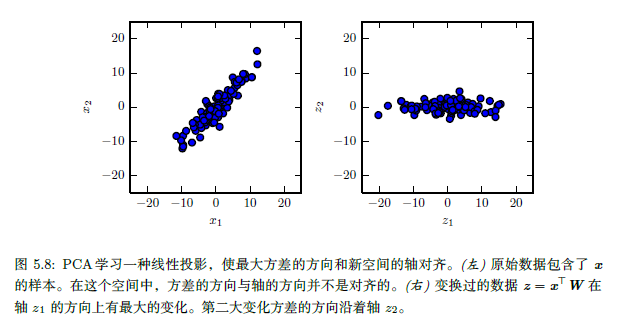 20
10
0
−10
−20
x₂
−20 −10 0 10 20
x₁
20
10
0
−10
−20
z₂
−20 −10 0 10 20
z₁
图 5.8: PCA学习一种线性投影，使最大方差的方向和新空间的轴对齐。(左) 原始数据包含了 x
的样本。在这个空间中，方差的方向与轴的方向并不是对齐的。(右) 变换过的数据 z = x⊤W 在
轴 z₁ 的方向上有最大的变化。第二大变化方差的方向沿着轴 z₂。